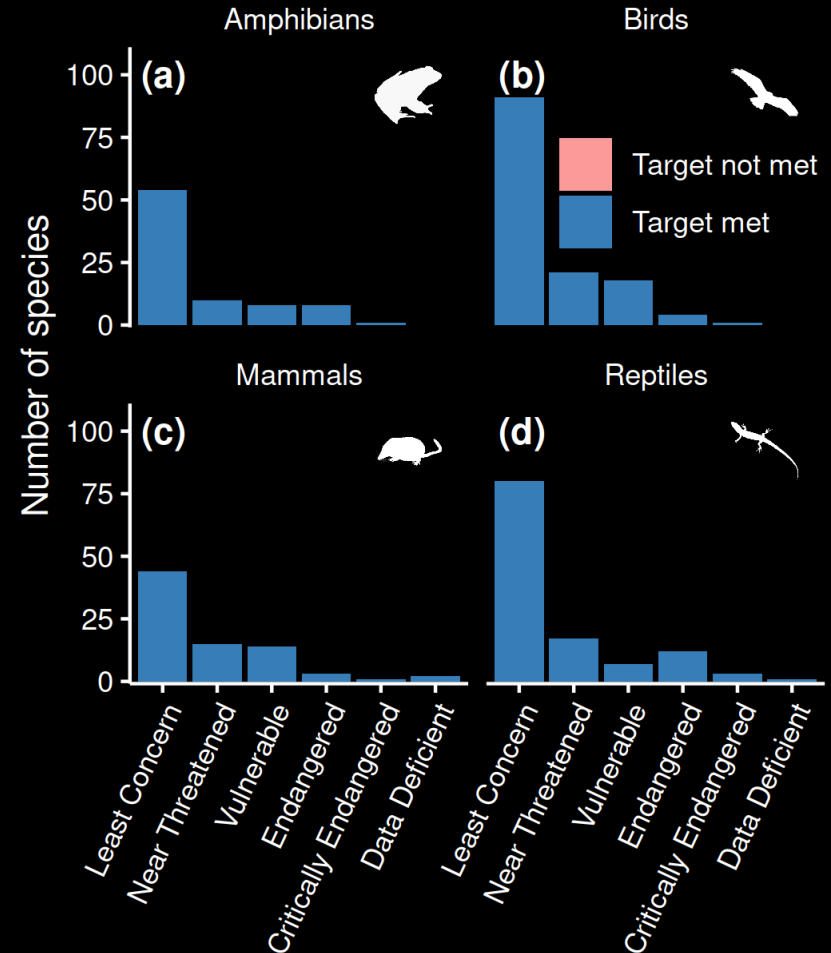 Amphibians
Birds
(a)
(b)
100
75
50
25
0
Target not met
Target met
Number of species
Mammals
Reptiles
(c)
(d)
100
75
50
25
0
Least Concern
Near Threatened
Vulnerable
Endangered
Critically Endangered
Data Deficient
Least Concern
Near Threatened
Vulnerable
Endangered
Critically Endangered
Data Deficient